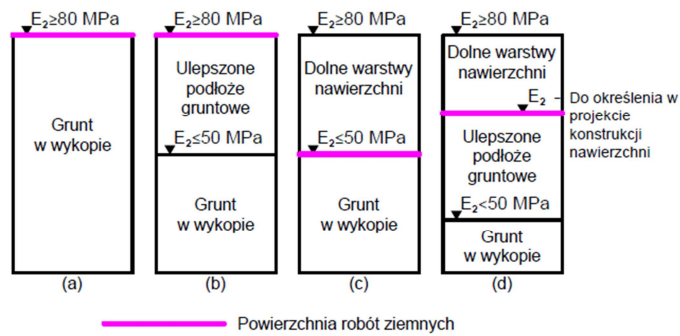 E₂≥80 MPa
Grunt
w wykopie
(a)
E₂≥80 MPa
Ulepszone
podłoże
gruntowe
E₂≤50 MPa
Grunt
w wykopie
(b)
E₂≥80 MPa
Dolne warstwy
nawierzchni
E₂≤50 MPa
Grunt
w wykopie
(c)
E₂≥80 MPa
Dolne warstwy
nawierzchni
E₂ – Do określenia w
projekcie
konstrukcji
nawierzchni
Ulepszone
podłoże
gruntowe
E₂<50 MPa
Grunt
w wykopie
(d)
Powierzchnia robót ziemnych